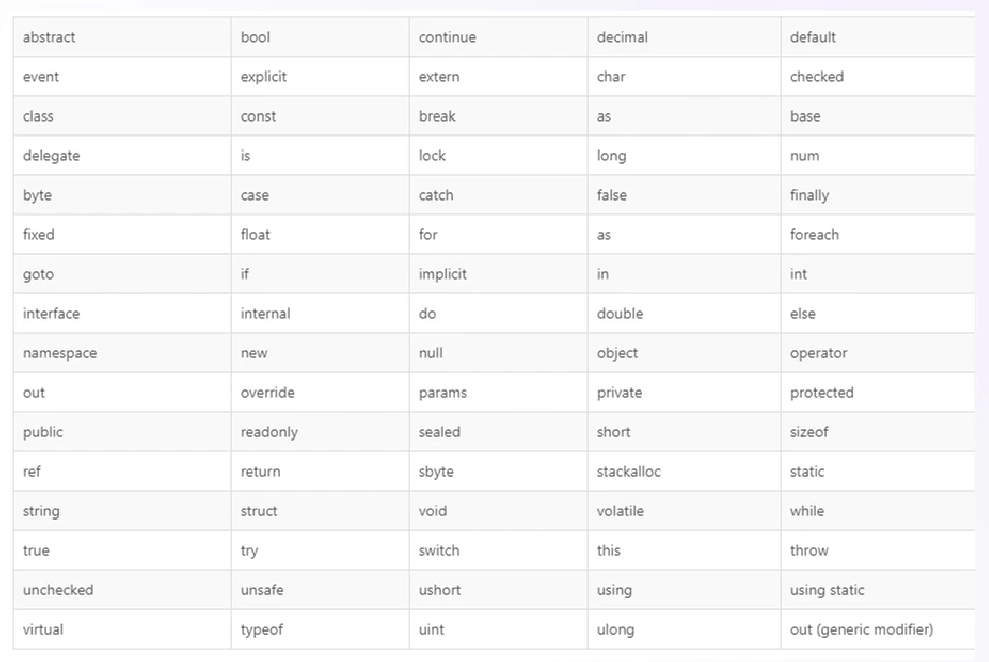 abstract bool continue decimal default
event explicit extern char checked
class const break as base
delegate is lock long num
byte case catch false finally
fixed float for as foreach
goto if implicit in int
interface internal do double else
namespace new null object operator
out override params private protected
public readonly sealed short sizeof
ref return sbyte stackalloc static
string struct void volatile while
true try switch this throw
unchecked unsafe ushort using using static
virtual typeof uint ulong out (generic modifier)